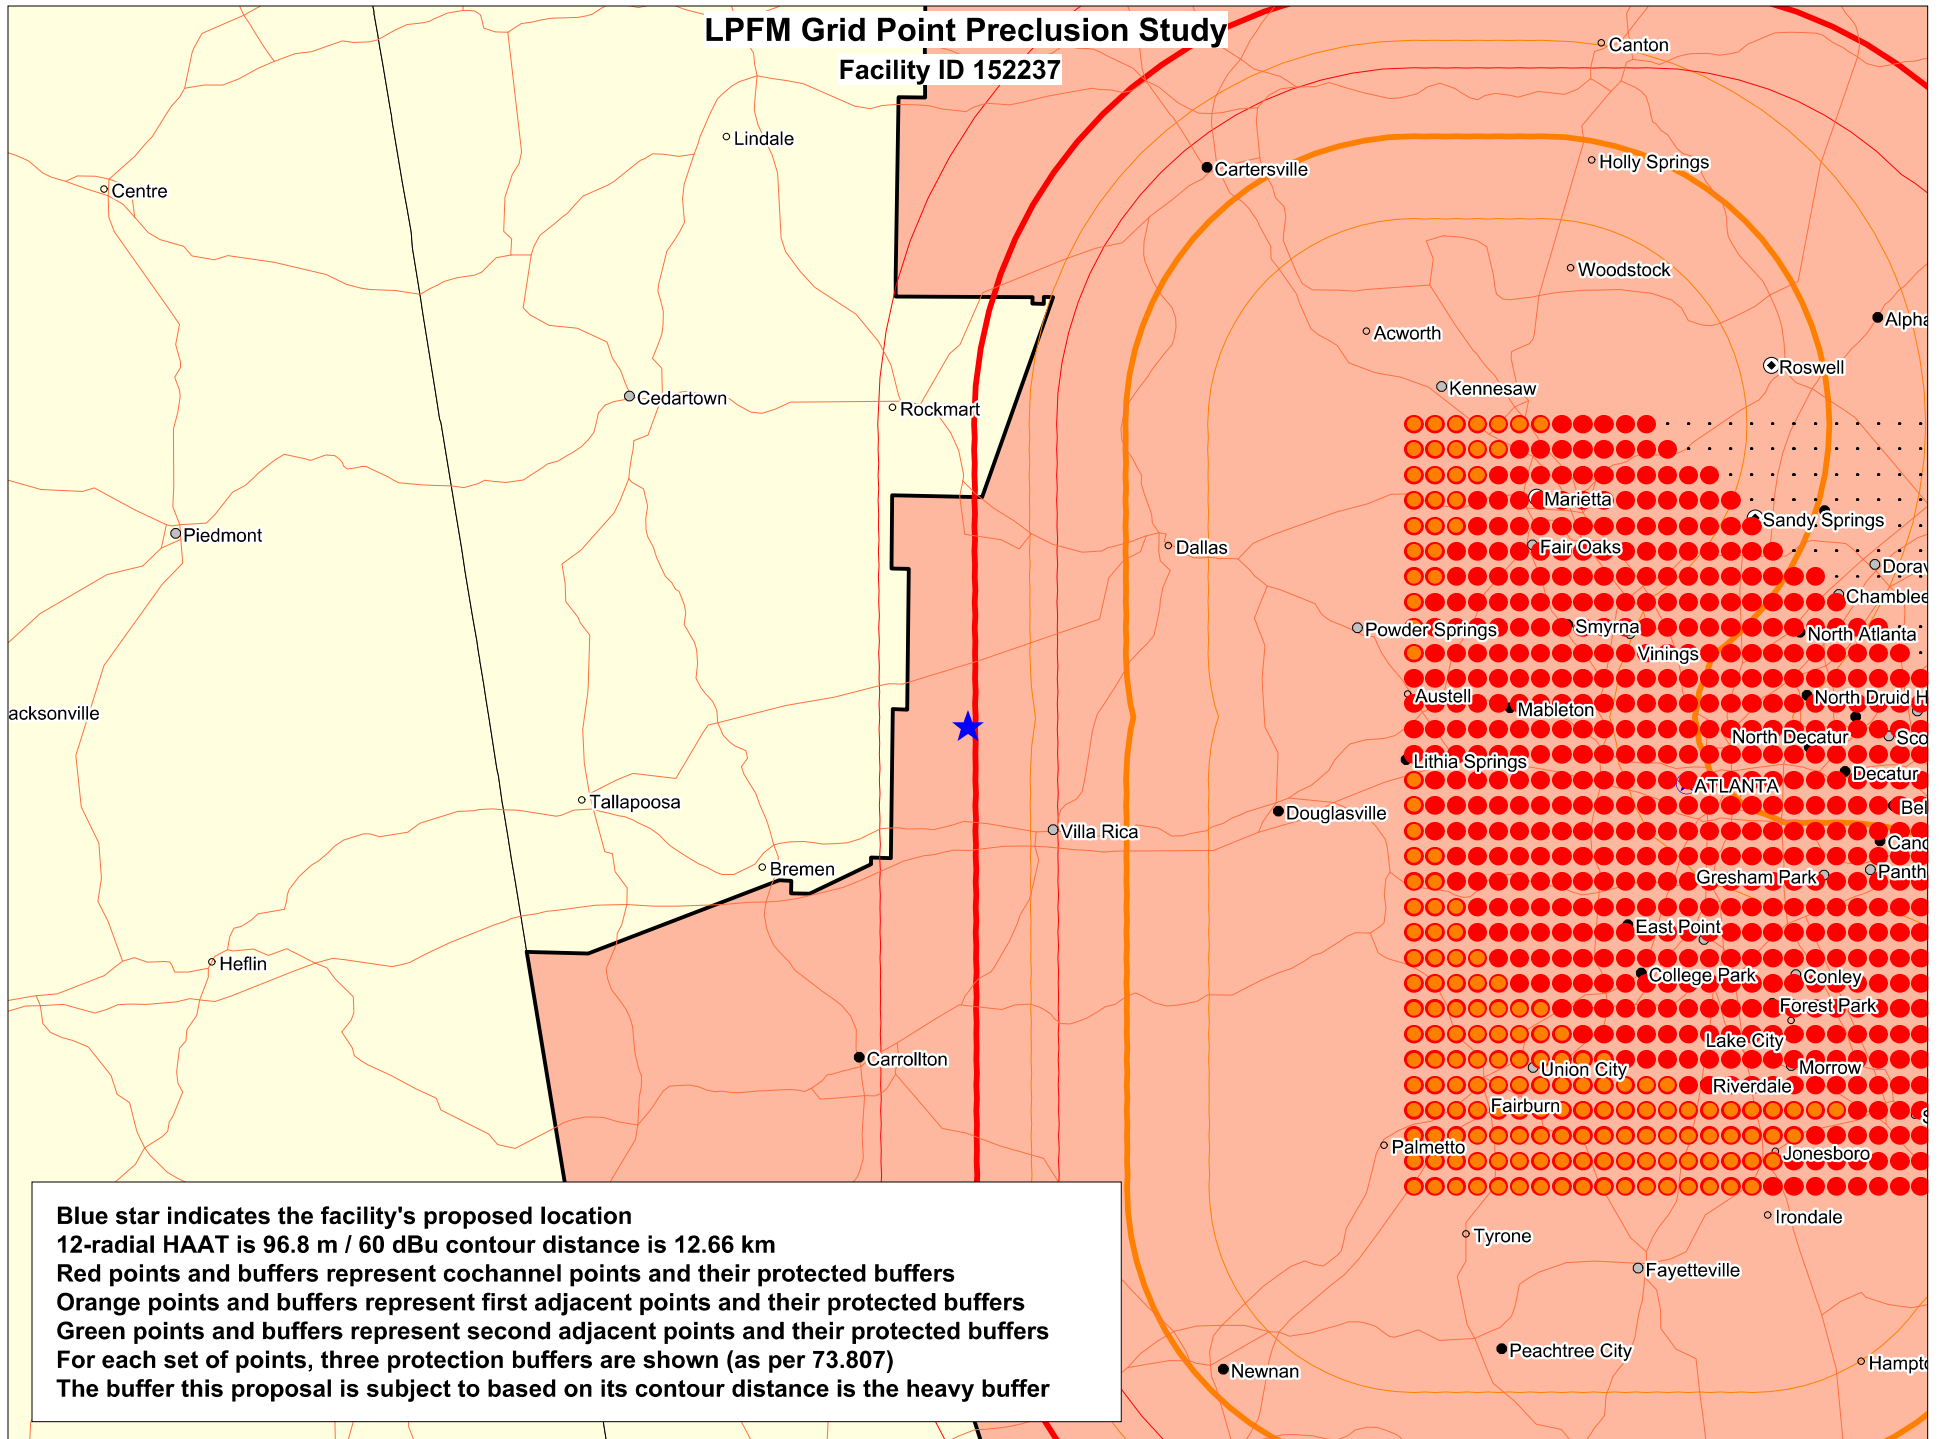 LPFM Grid Point Preclusion Study
Facility ID 152237
Canton
Lindale
Holly Springs
Cartersville
Centre
Woodstock
Alpha
Acworth
Roswell
Kennesaw
Cedartown
Rockmart
Marietta
Sandy Springs
Piedmont
Fair Oaks
Dallas
Dorav
Chamblee
Powder Springs
Smyrna
North Atlanta
Vinings
Austell
North Druid H
acksonville
Mableton
North Decatur
Sco
Lithia Springs
Decatur
ATLANTA
Tallapoosa
Bel
Douglasville
Villa Rica
Cand
Bremen
Gresham Park
Panth
East Point
Heflin
College Park
Conley
Forest Park
Lake City
Carrollton
Union City
Morrow
Riverdale
Fairburn
S
Palmetto
Jonesboro
Irondale
Tyrone
Fayetteville
Peachtree City
Hampto
Newnan
Blue star indicates the facility's proposed location
12-radial HAAT is 96.8 m / 60 dBu contour distance is 12.66 km
Red points and buffers represent cochannel points and their protected buffers
Orange points and buffers represent first adjacent points and their protected buffers
Green points and buffers represent second adjacent points and their protected buffers
For each set of points, three protection buffers are shown (as per 73.807)
The buffer this proposal is subject to based on its contour distance is the heavy buffer